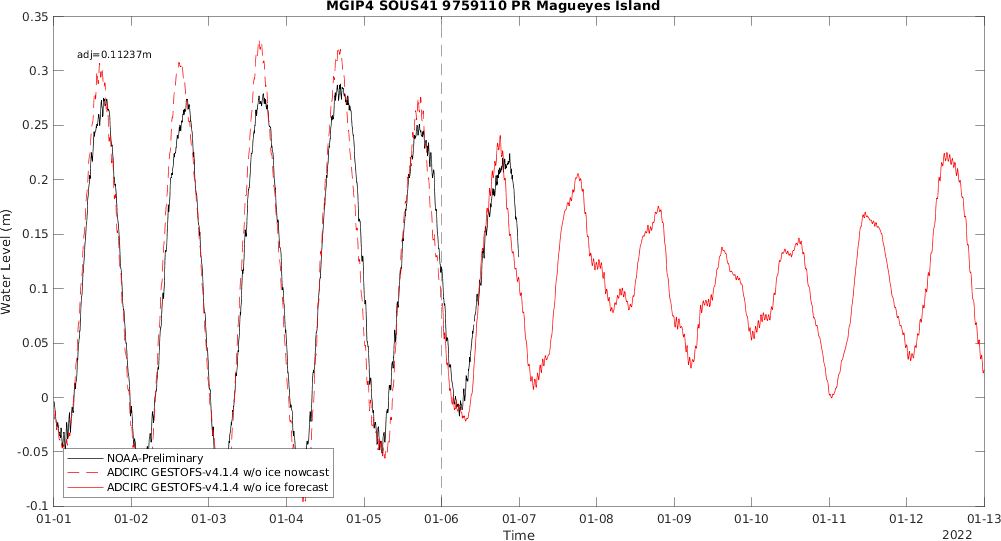 MGIP4 SOUS41 9759110 PR Magueyes Island
adj=0.11237m
Water Level (m)
0.35
0.3
0.25
0.2
0.15
0.1
0.05
0
-0.05
-0.1
NOAA-Preliminary
ADCIRC GESTOFS-v4.1.4 w/o ice nowcast
ADCIRC GESTOFS-v4.1.4 w/o ice forecast
01-01 01-02 01-03 01-04 01-05 01-06 01-07 01-08 01-09 01-10 01-11 01-12 01-13
Time
2022